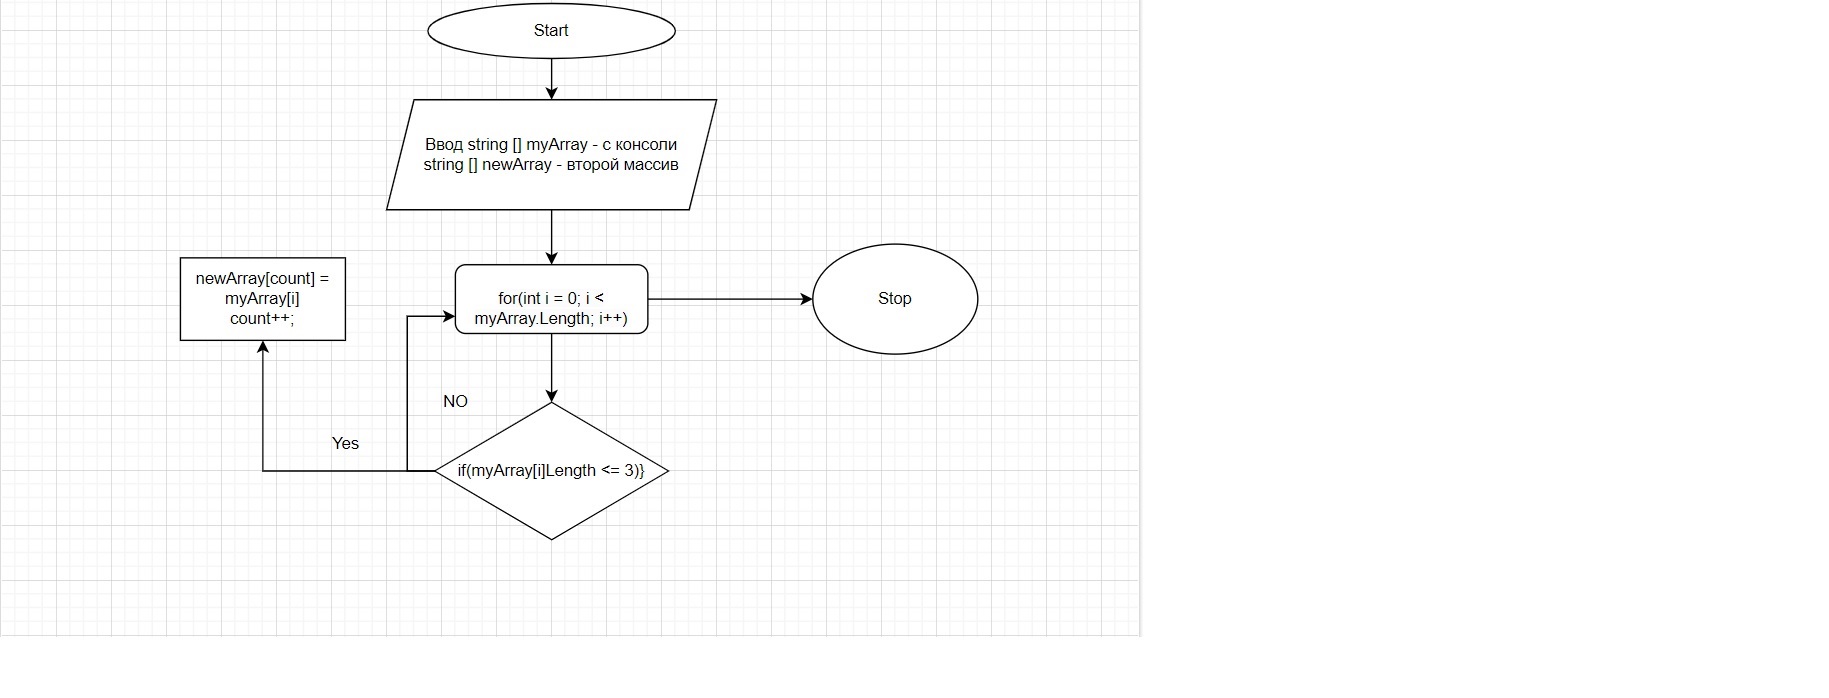 Start
Ввод string [] myArray - с консоли
string [] newArray - второй массив
newArray[count] =
myArray[i]
count++;
for(int i = 0; i <
myArray.Length; i++)
Stop
NO
Yes
if(myArray[i]Length <= 3)}